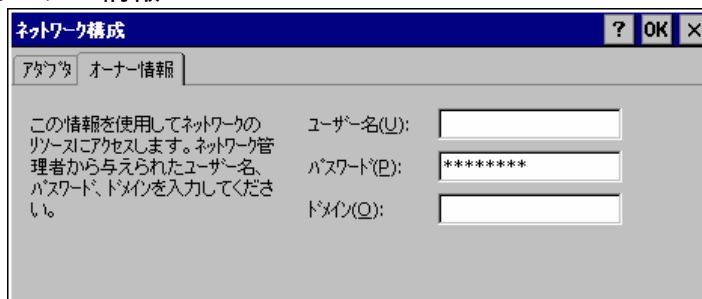 ネットワーク構成 ? OK ×
アダプタ オーナー情報
この情報を使用してネットワークの
リソースにアクセスします。ネットワーク管
理者から与えられたユーザー名、
パスワード、ドメインを入力してくださ
い。
ユーザー名(U):
パスワード(P): ********
ドメイン(O):